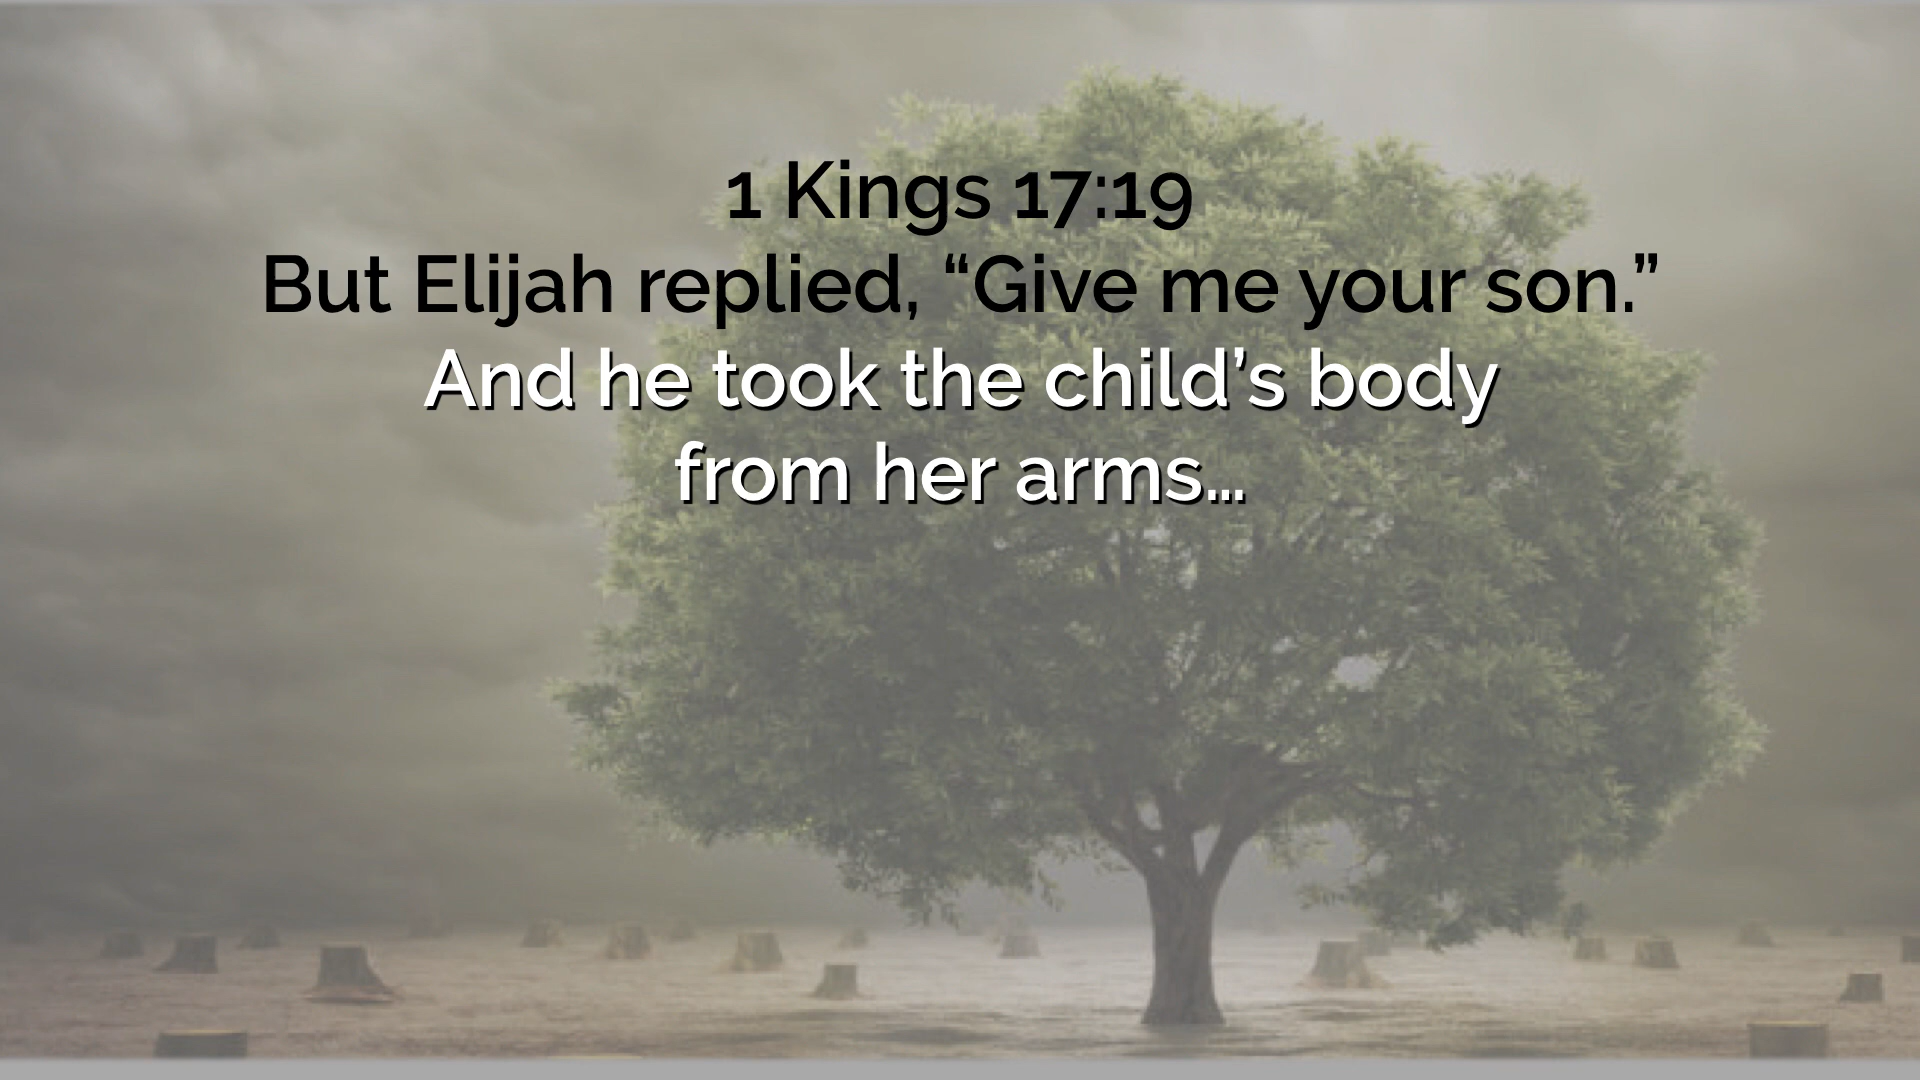 1 Kings 17:19
But Elijah replied, “Give me your son.”
And he took the child’s body
from her arms…